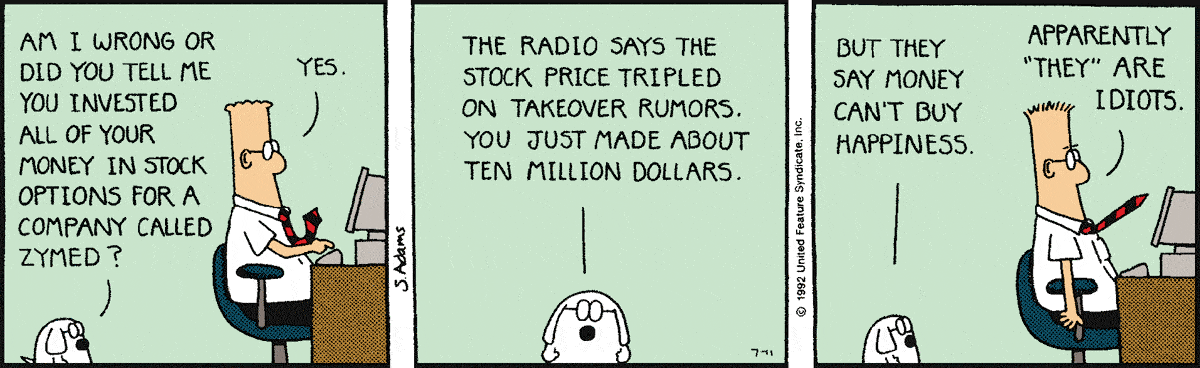 AM I WRONG OR
DID YOU TELL ME
YOU INVESTED
ALL OF YOUR
MONEY IN STOCK
OPTIONS FOR A
COMPANY CALLED
ZYMED?
YES.
S. Adams
THE RADIO SAYS THE
STOCK PRICE TRIPLED
ON TAKEOVER RUMORS.
YOU JUST MADE ABOUT
TEN MILLION DOLLARS.
7-11
© 1992 United Feature Syndicate, Inc.
BUT THEY
SAY MONEY
CAN'T BUY
HAPPINESS.
APPARENTLY
"THEY" ARE
IDIOTS.